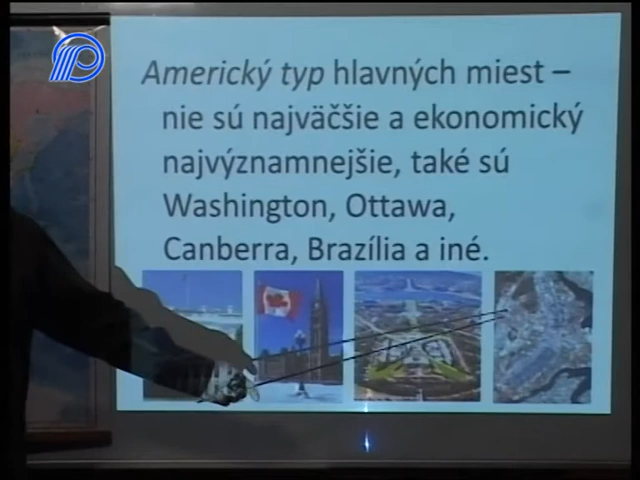 Americký typ hlavných miest –
nie sú najväčšie a ekonomický
najvýznamnejšie, také sú
Washington, Ottawa,
Canberra, Brazília a iné.